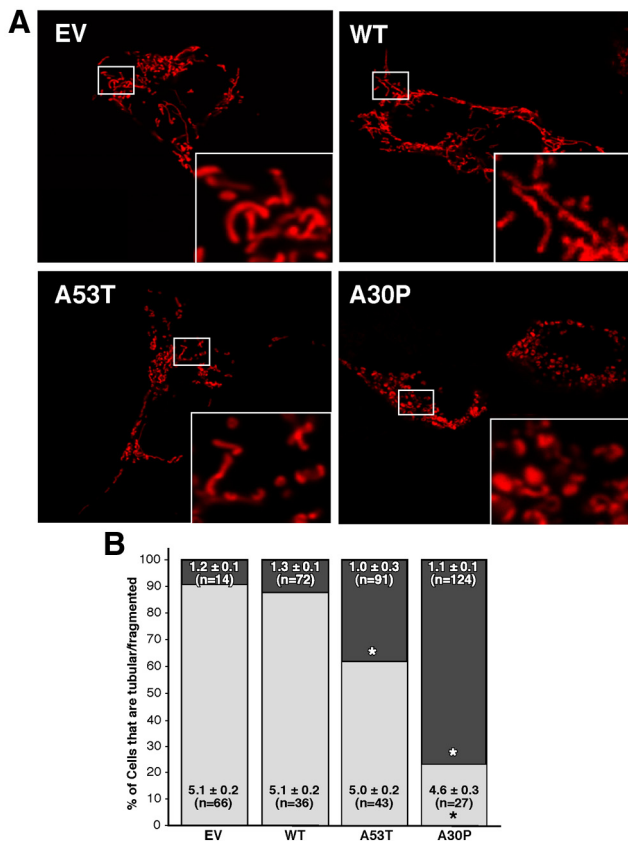 A
EV
WT
A53T
A30P
B
% of Cells that are tubular/fragmented
100
90
80
70
60
50
40
30
20
10
0
1.2 ± 0.1
(n=14)
1.3 ± 0.1
(n=72)
1.0 ± 0.3
(n=91)
1.1 ± 0.1
(n=124)
*
*
5.1 ± 0.2
(n=66)
5.1 ± 0.2
(n=36)
5.0 ± 0.2
(n=43)
4.6 ± 0.3
(n=27)
*
EV WT A53T A30P